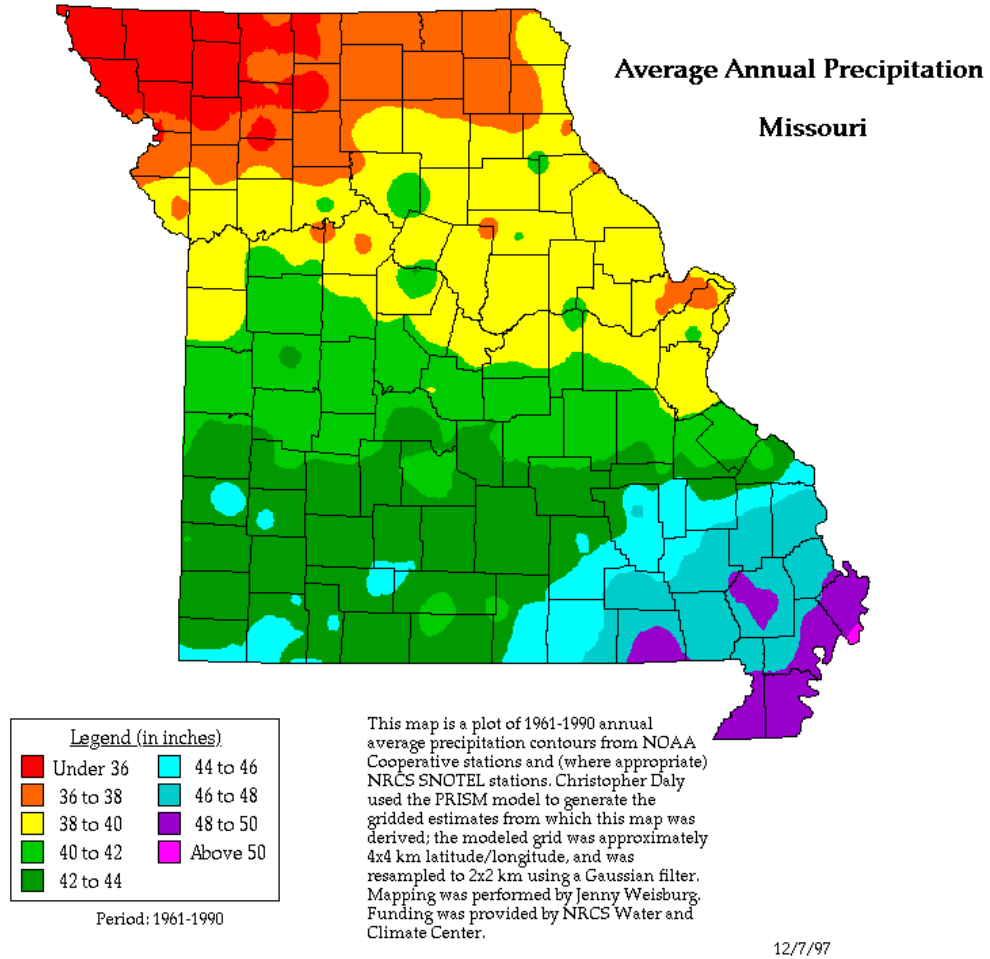 Average Annual Precipitation
Missouri
Legend (in inches)
Under 36
36 to 38
38 to 40
40 to 42
42 to 44
44 to 46
46 to 48
48 to 50
Above 50
Period: 1961-1990
This map is a plot of 1961-1990 annual
average precipitation contours from NOAA
Cooperative stations and (where appropriate)
NRCS SNOTEL stations. Christopher Daly
used the PRISM model to generate the
gridded estimates from which this map was
derived; the modeled grid was approximately
4x4 km latitude/longitude, and was
resampled to 2x2 km using a Gaussian filter.
Mapping was performed by Jenny Weisburg.
Funding was provided by NRCS Water and
Climate Center.
12/7/97